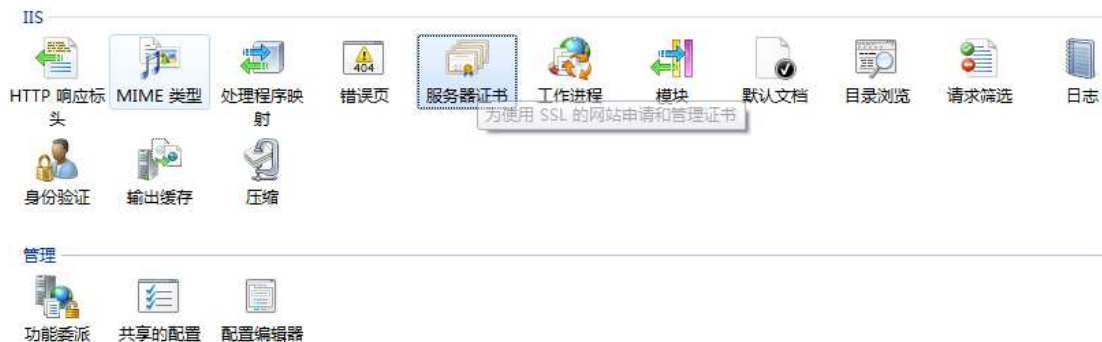 IIS
404
HTTP 响应标头
MIME 类型
处理程序映射
错误页
服务器证书
工作进程
模块
默认文档
目录浏览
请求筛选
日志
为使用 SSL 的网站申请和管理证书
身份验证
输出缓存
压缩
管理
功能委派
共享的配置
配置编辑器